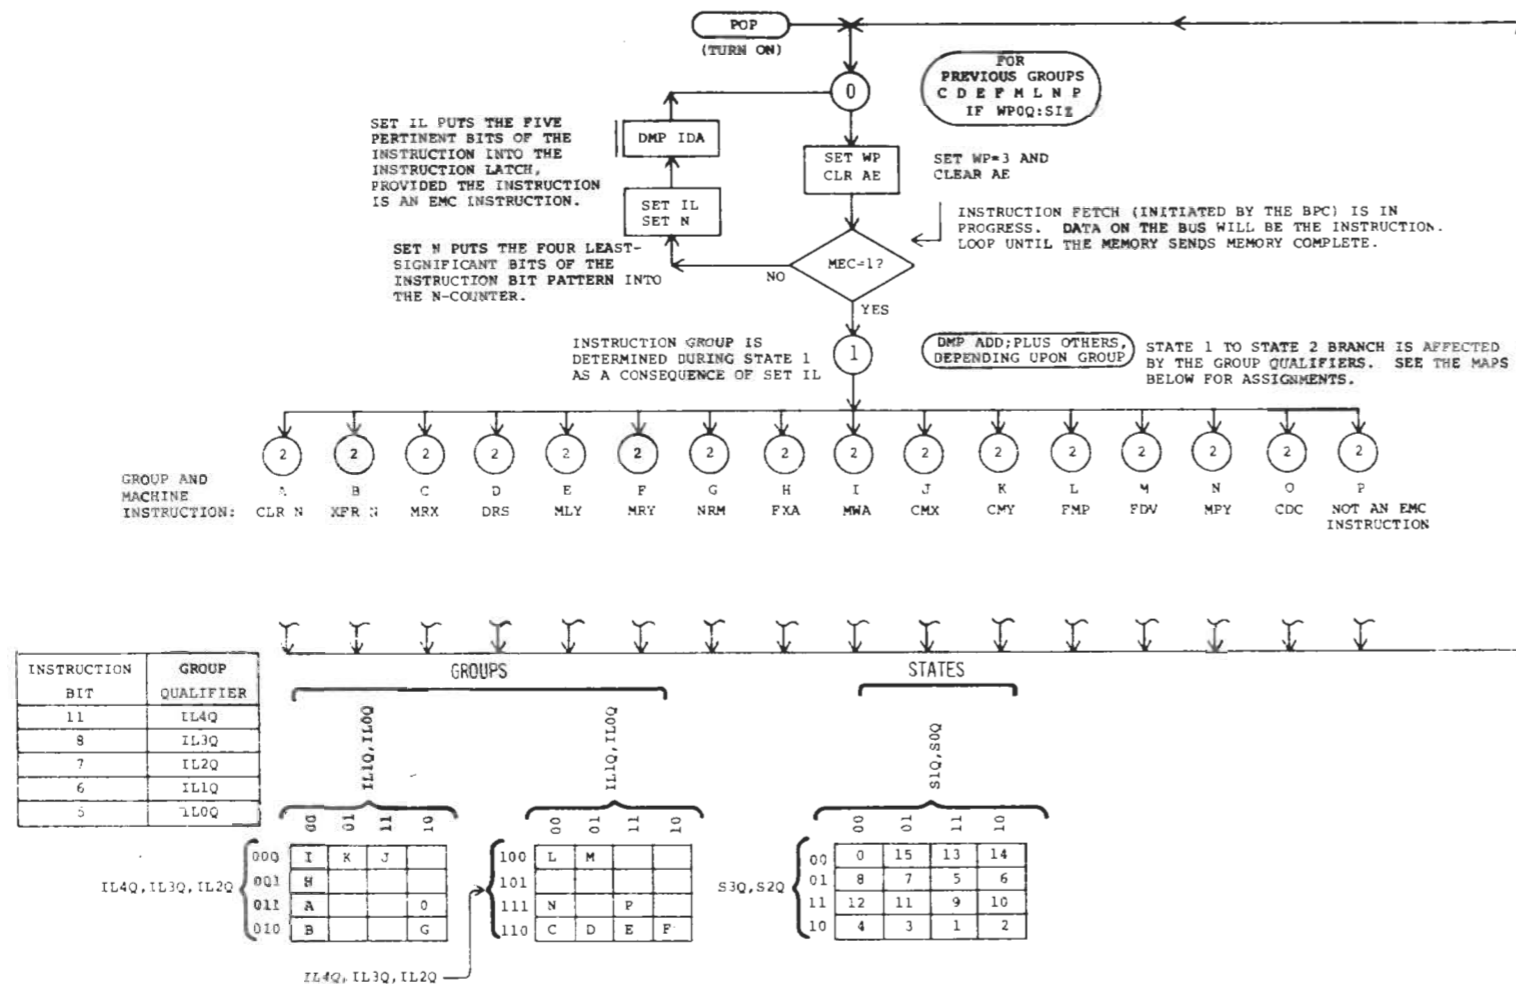 POP
(TURN ON)
0
FOR
PREVIOUS GROUPS
C D E F M L N P
IF WP0Q:SIZ
SET IL PUTS THE FIVE
PERTINENT BITS OF THE
INSTRUCTION INTO THE
INSTRUCTION LATCH,
PROVIDED THE INSTRUCTION
IS AN EMC INSTRUCTION.
DMP IDA
SET WP
CLR AE
SET WP=3 AND
CLEAR AE
SET IL
SET N
INSTRUCTION FETCH (INITIATED BY THE BPC) IS IN
PROGRESS. DATA ON THE BUS WILL BE THE INSTRUCTION.
LOOP UNTIL THE MEMORY SENDS MEMORY COMPLETE.
SET N PUTS THE FOUR LEAST-
SIGNIFICANT BITS OF THE
INSTRUCTION BIT PATTERN INTO
THE N-COUNTER.
MEC=1?
NO
YES
INSTRUCTION GROUP IS
DETERMINED DURING STATE 1
AS A CONSEQUENCE OF SET IL
1
DMP ADD;PLUS OTHERS,
DEPENDING UPON GROUP
STATE 1 TO STATE 2 BRANCH IS AFFECTED
BY THE GROUP QUALIFIERS. SEE THE MAPS
BELOW FOR ASSIGNMENTS.
2 2 2 2 2 2 2 2 2 2 2 2 2 2 2 2
GROUP AND
MACHINE
INSTRUCTION:
A B C D E F G H I J K L M N O P
CLR N XFR N MRX DRS MLY MRY NRM FXA MWA CMX CMY FMP FDV MPY CDC NOT AN EMC
INSTRUCTION
GROUPS
STATES
INSTRUCTION BIT GROUP QUALIFIER
11 IL4Q
8 IL3Q
7 IL2Q
6 IL1Q
5 IL0Q
IL1Q,IL0Q
00 01 11 10
IL4Q,IL3Q,IL2Q
000 I K J
001 H
011 A O
010 B G
IL1Q,IL0Q
00 01 11 10
100 L M
101
111 N P
110 C D E F
IL4Q,IL3Q,IL2Q
S1Q,S0Q
00 01 11 10
S3Q,S2Q
00 0 15 13 14
01 8 7 5 6
11 12 11 9 10
10 4 3 1 2